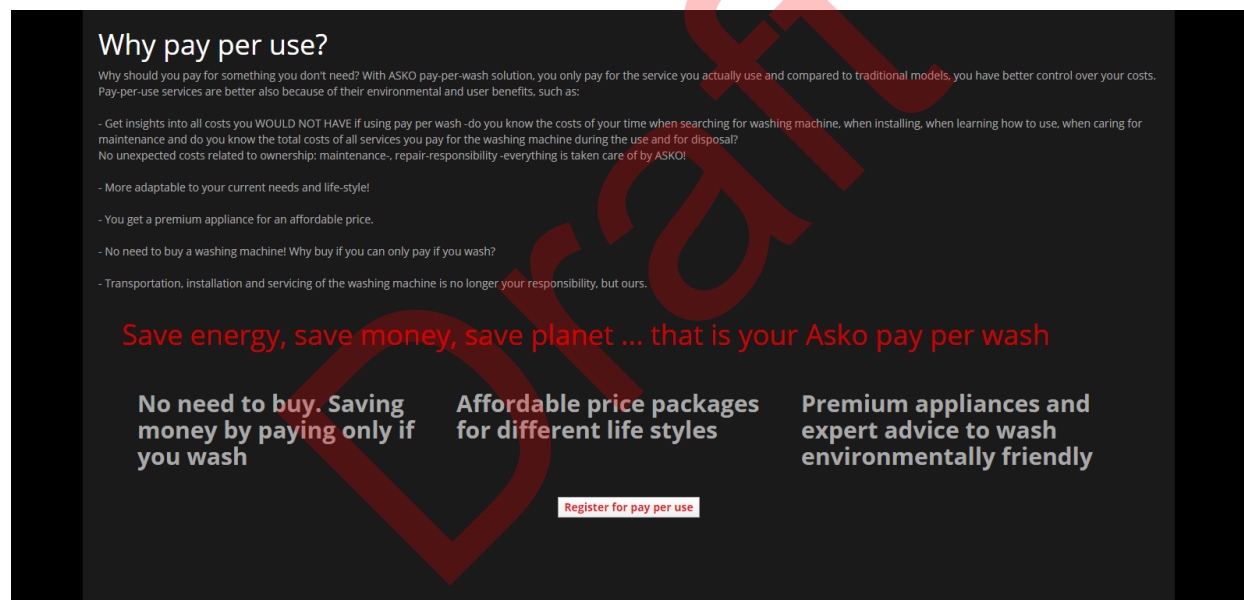 Why pay per use?
Why should you pay for something you don't need? With ASKO pay-per-wash solution, you only pay for the service you actually use and compared to traditional models, you have better control over your costs.
Pay-per-use services are better also because of their environmental and user benefits, such as:
- Get insights into all costs you WOULD NOT HAVE if using pay per wash -do you know the costs of your time when searching for washing machine, when installing, when learning how to use, when caring for
maintenance and do you know the total costs of all services you pay for the washing machine during the use and for disposal?
No unexpected costs related to ownership: maintenance-, repair-responsibility -everything is taken care of by ASKO!
- More adaptable to your current needs and life-style!
- You get a premium appliance for an affordable price.
- No need to buy a washing machine! Why buy if you can only pay if you wash?
- Transportation, installation and servicing of the washing machine is no longer your responsibility, but ours.
Save energy, save money, save planet ... that is your Asko pay per wash
No need to buy. Saving
money by paying only if
you wash
Affordable price packages
for different life styles
Premium appliances and
expert advice to wash
environmentally friendly
Register for pay per use
Draft